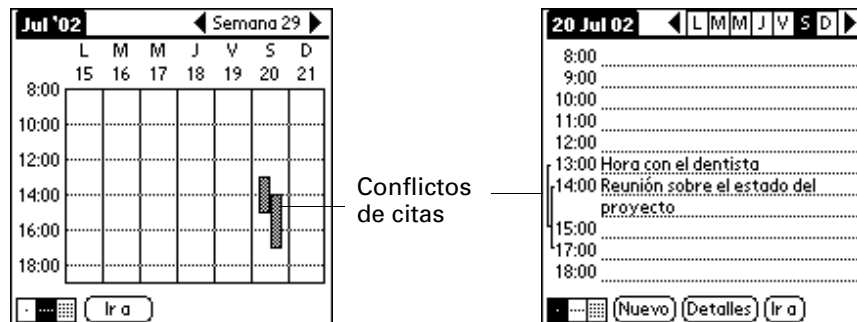 Jul '02 Semana 29
L M M J V S D
15 16 17 18 19 20 21
8:00
10:00
12:00
14:00
16:00
18:00
Ir a
Conflictos
de citas
20 Jul 02 L M M J V S D
8:00
9:00
10:00
11:00
12:00
13:00 Hora con el dentista
14:00 Reunión sobre el estado del
proyecto
15:00
17:00
18:00
Nuevo Detalles Ir a